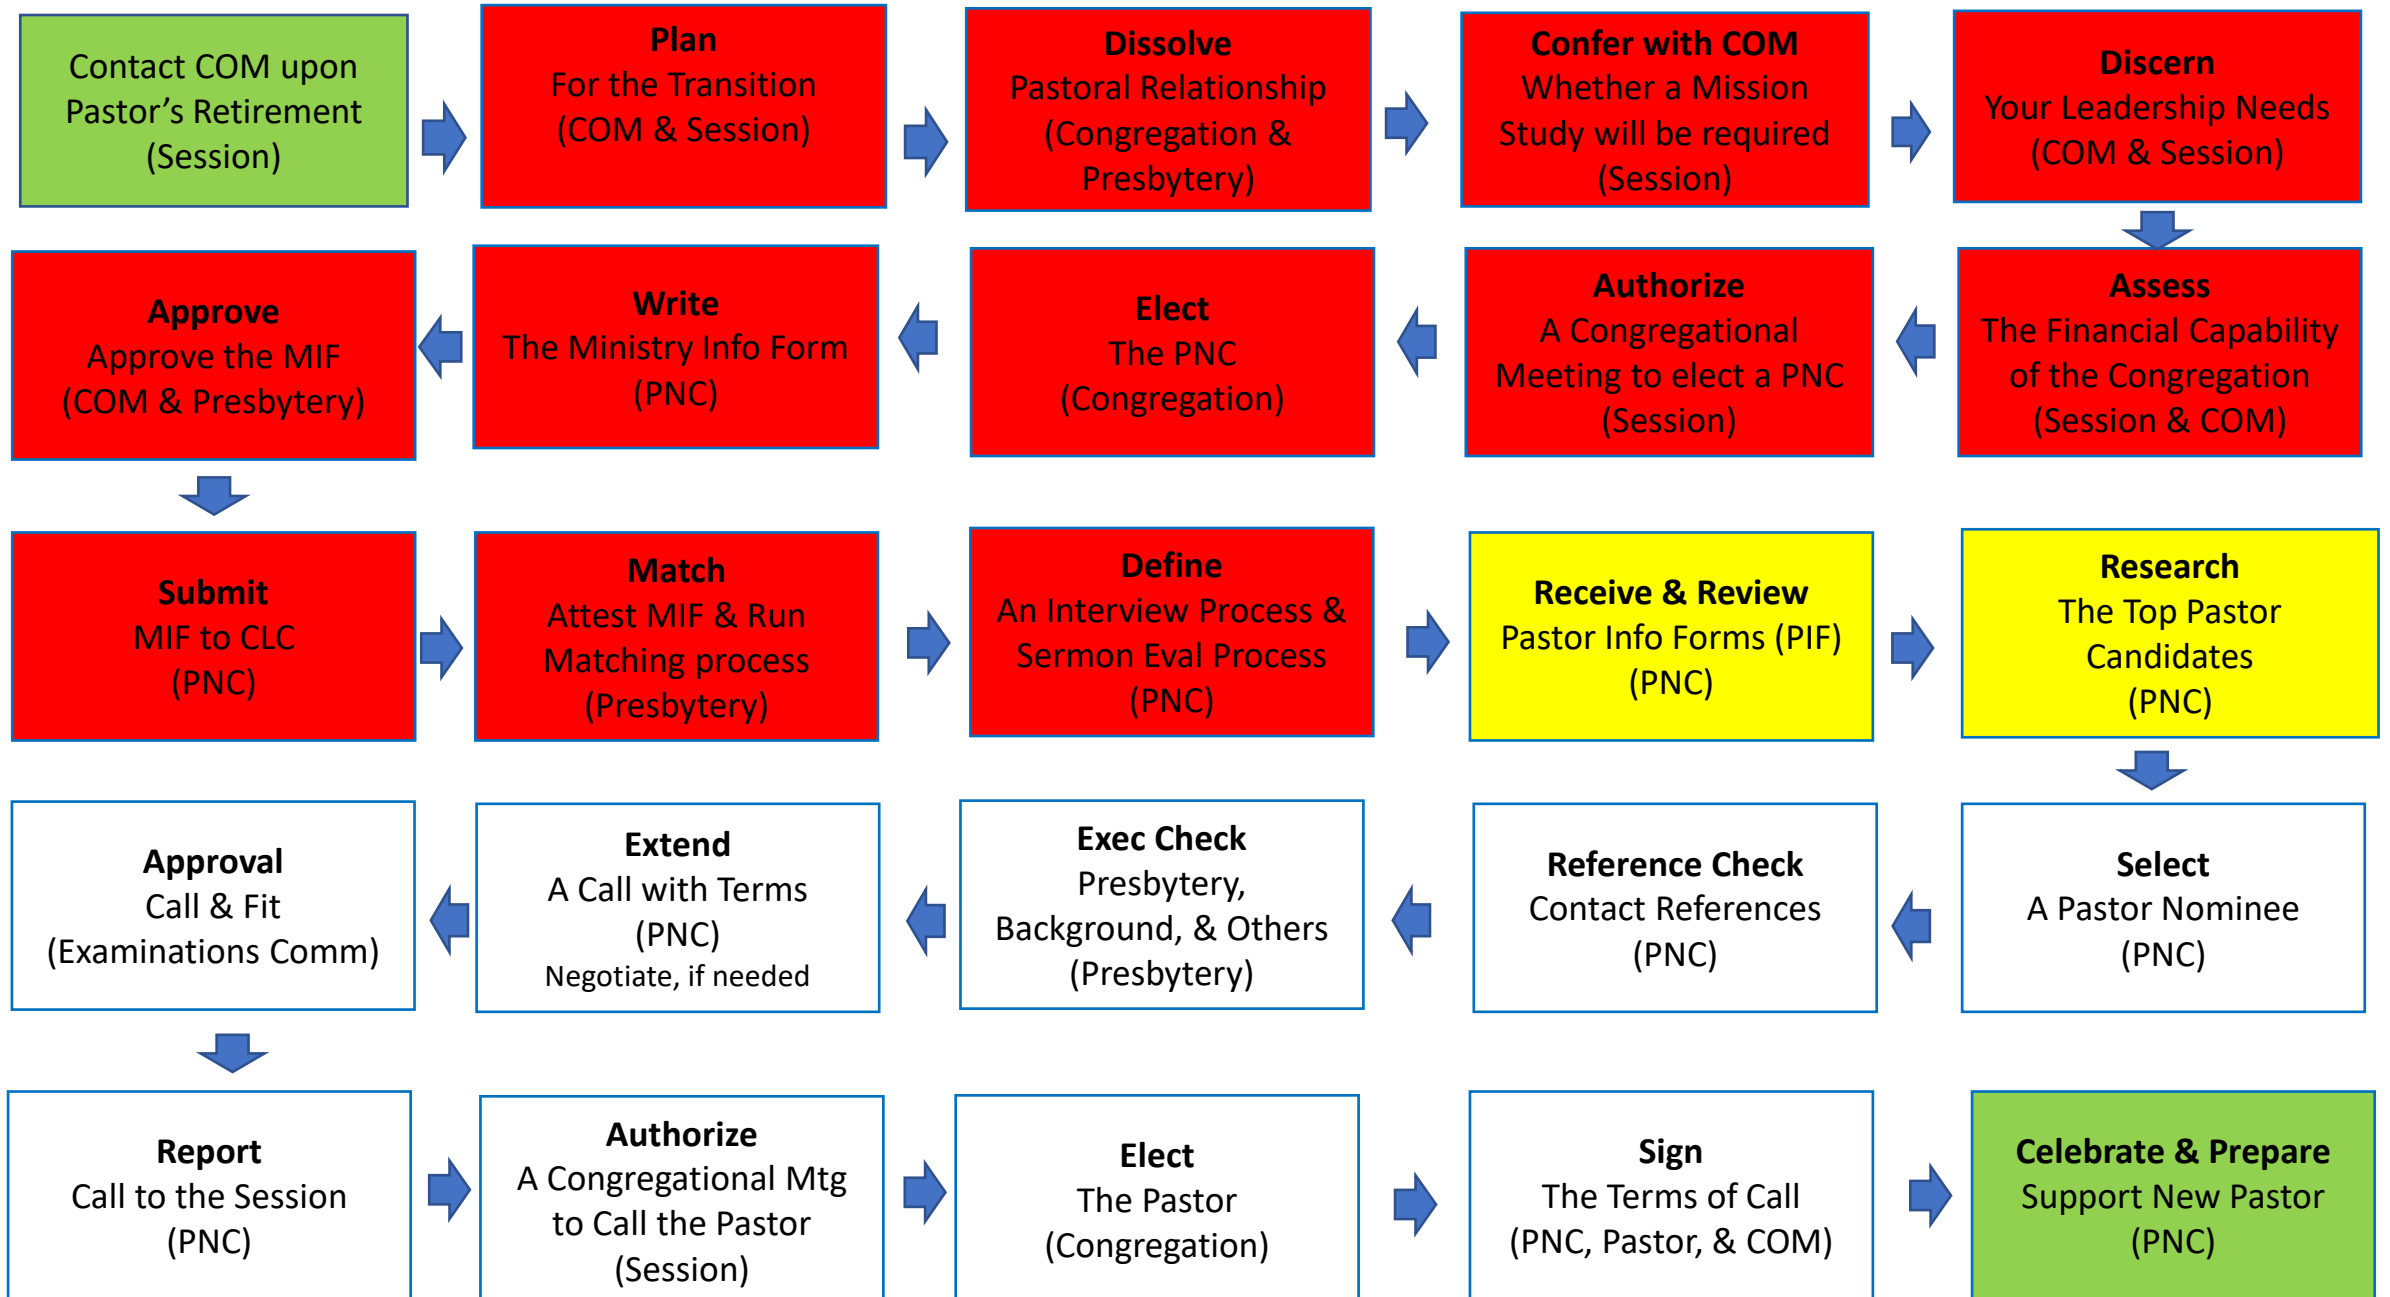 Contact COM upon
Pastor’s Retirement
(Session)
Plan
For the Transition
(COM & Session)
Dissolve
Pastoral Relationship
(Congregation &
Presbytery)
Confer with COM
Whether a Mission
Study will be required
(Session)
Discern
Your Leadership Needs
(COM & Session)
Assess
The Financial Capability
of the Congregation
(Session & COM)
Authorize
A Congregational
Meeting to elect a PNC
(Session)
Elect
The PNC
(Congregation)
Write
The Ministry Info Form
(PNC)
Approve
Approve the MIF
(COM & Presbytery)
Submit
MIF to CLC
(PNC)
Match
Attest MIF & Run
Matching process
(Presbytery)
Define
An Interview Process &
Sermon Eval Process
(PNC)
Receive & Review
Pastor Info Forms (PIF)
(PNC)
Research
The Top Pastor
Candidates
(PNC)
Select
A Pastor Nominee
(PNC)
Reference Check
Contact References
(PNC)
Exec Check
Presbytery,
Background, & Others
(Presbytery)
Extend
A Call with Terms
(PNC)
Negotiate, if needed
Approval
Call & Fit
(Examinations Comm)
Report
Call to the Session
(PNC)
Authorize
A Congregational Mtg
to Call the Pastor
(Session)
Elect
The Pastor
(Congregation)
Sign
The Terms of Call
(PNC, Pastor, & COM)
Celebrate & Prepare
Support New Pastor
(PNC)